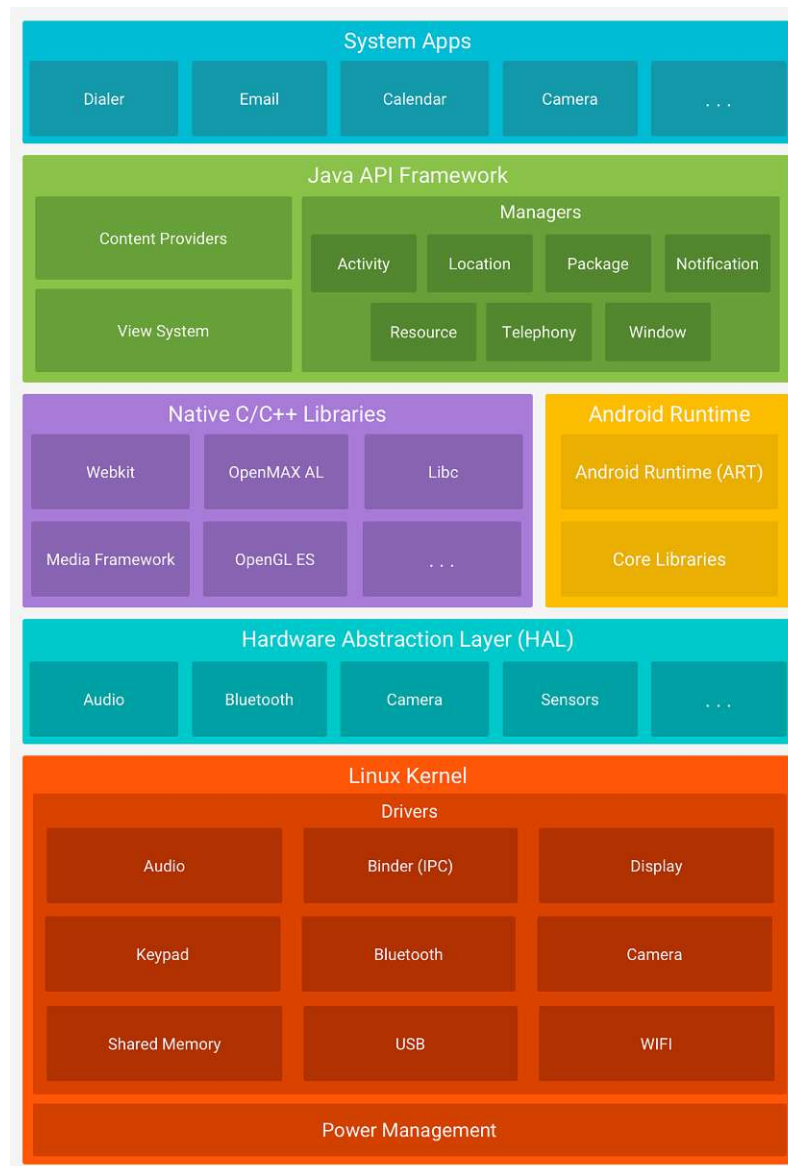 System Apps
Dialer
Email
Calendar
Camera
. . .
Java API Framework
Content Providers
View System
Managers
Activity
Location
Package
Notification
Resource
Telephony
Window
Native C/C++ Libraries
Webkit
OpenMAX AL
Libc
Media Framework
OpenGL ES
. . .
Android Runtime
Android Runtime (ART)
Core Libraries
Hardware Abstraction Layer (HAL)
Audio
Bluetooth
Camera
Sensors
. . .
Linux Kernel
Drivers
Audio
Binder (IPC)
Display
Keypad
Bluetooth
Camera
Shared Memory
USB
WIFI
Power Management